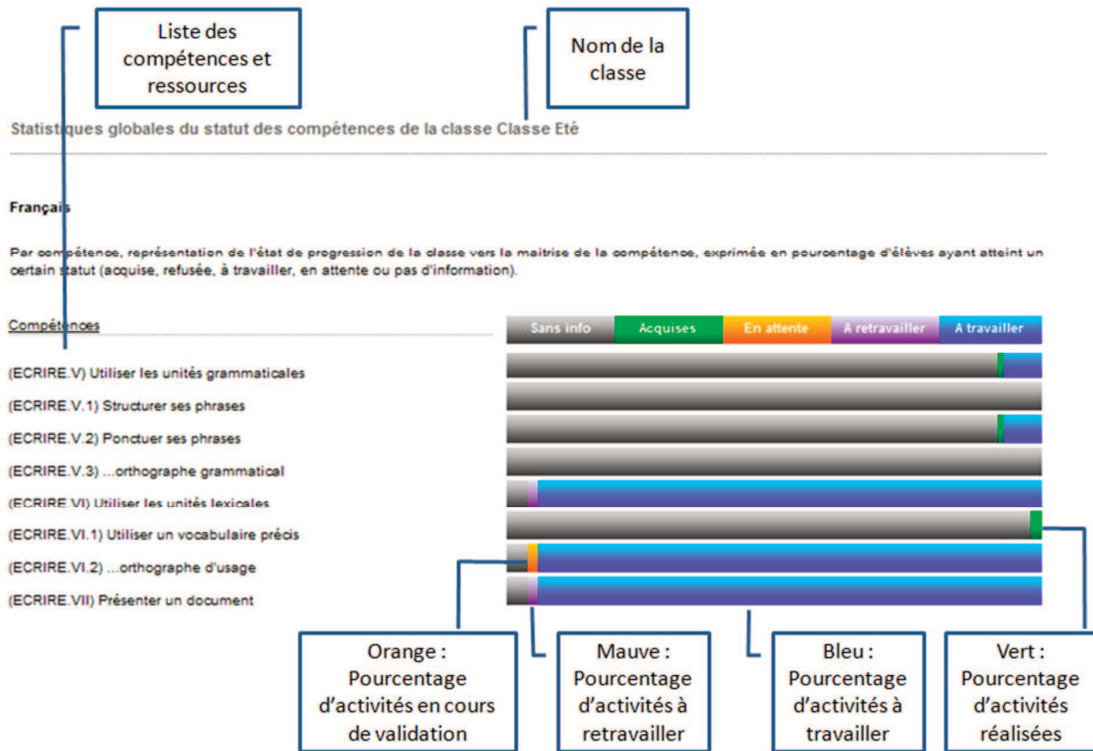 Liste des
compétences et
ressources
Nom de la
classe
Statistiques globales du statut des compétences de la classe Classe Eté
Français
Par compétence, représentation de l'état de progression de la classe vers la maitrise de la compétence, exprimée en pourcentage d'élèves ayant atteint un
certain statut (acquise, refusée, à travailler, en attente ou pas d'information).
Compétences
Sans info Acquises En attente A retravailler A travailler
(ECRIRE.V) Utiliser les unités grammaticales
(ECRIRE.V.1) Structurer ses phrases
(ECRIRE.V.2) Ponctuer ses phrases
(ECRIRE.V.3) ...orthographe grammatical
(ECRIRE.VI) Utiliser les unités lexicales
(ECRIRE.VI.1) Utiliser un vocabulaire précis
(ECRIRE.VI.2) ...orthographe d'usage
(ECRIRE.VII) Présenter un document
Orange :
Pourcentage
d'activités en cours
de validation
Mauve :
Pourcentage
d'activités à
retravailler
Bleu :
Pourcentage
d'activités à
travailler
Vert :
Pourcentage
d'activités
réalisées